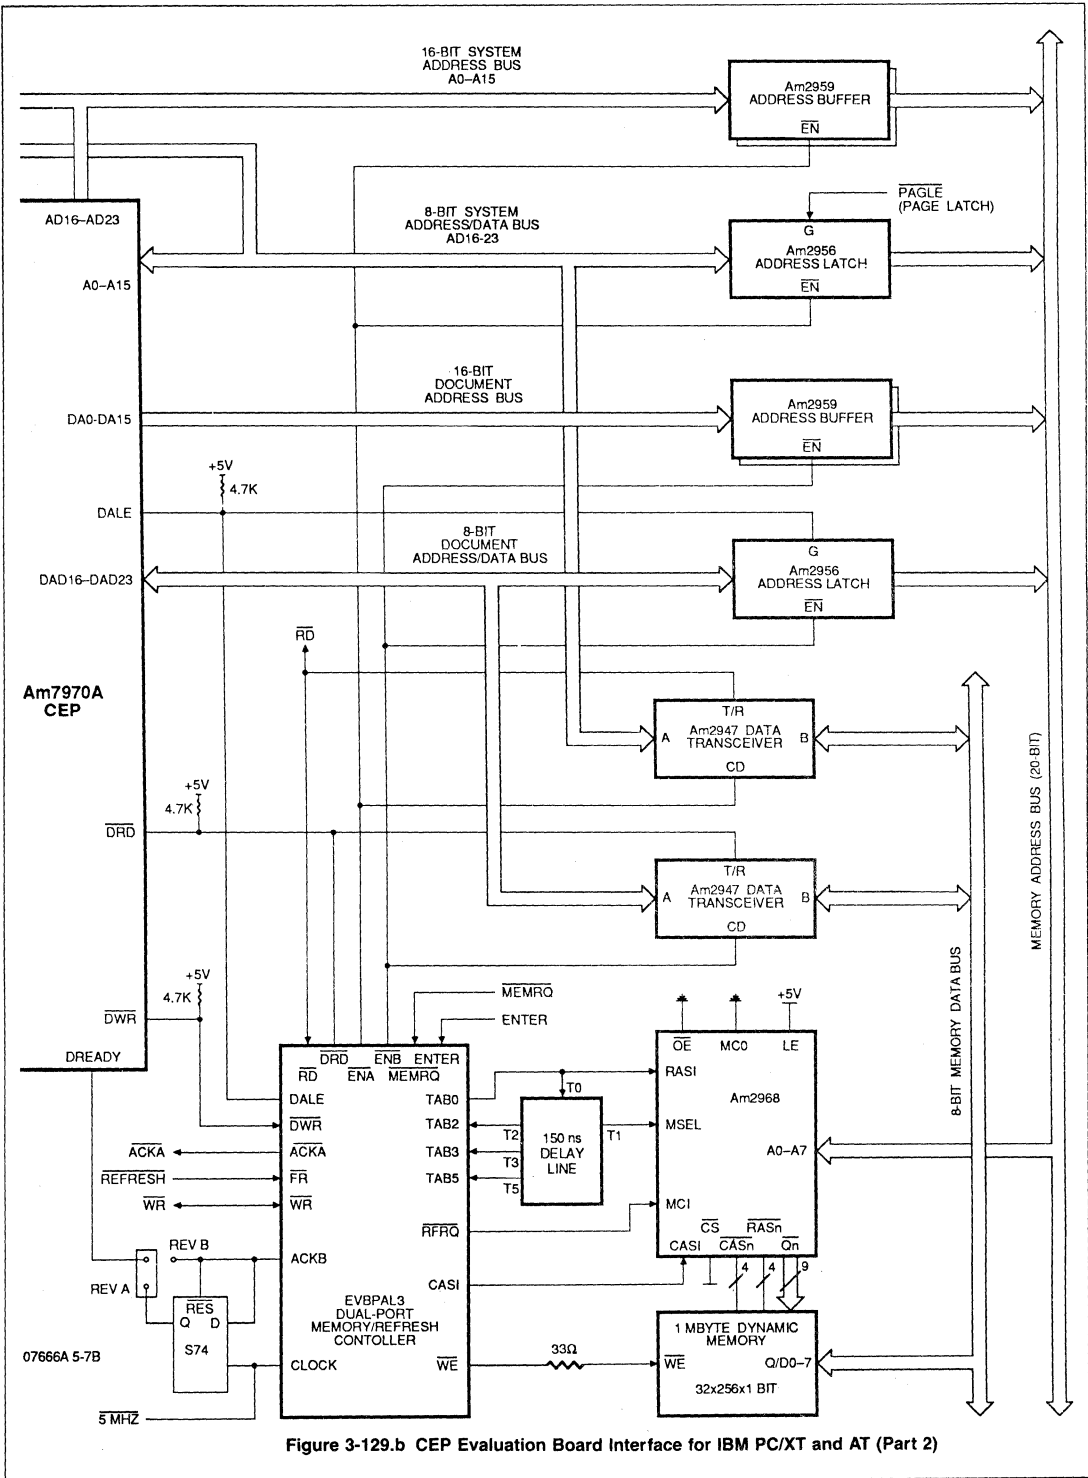 16-BIT SYSTEM
ADDRESS BUS
A0–A15
Am2959
ADDRESS BUFFER
EN
PAGLE
(PAGE LATCH)
AD16–AD23
8-BIT SYSTEM
ADDRESS/DATA BUS
AD16-23
G
Am2956
ADDRESS LATCH
EN
A0–A15
16-BIT
DOCUMENT
ADDRESS BUS
Am2959
ADDRESS BUFFER
EN
DA0-DA15
+5V
4.7K
DALE
8-BIT
DOCUMENT
ADDRESS/DATA BUS
G
Am2956
ADDRESS LATCH
EN
DAD16–DAD23
RD
Am7970A
CEP
T/R
A Am2947 DATA B
TRANSCEIVER
CD
+5V
4.7K
DRD
T/R
A Am2947 DATA B
TRANSCEIVER
CD
MEMORY ADDRESS BUS (20-BIT)
8-BIT MEMORY DATA BUS
+5V
4.7K
DWR
DREADY
MEMRQ
ENTER
+5V
DRD ENB ENTER
RD ENA MEMRQ
OE MC0 LE
DALE TAB0
T0
RASI
Am2968
DWR TAB2
T2
150 ns
DELAY
LINE
T1
MSEL
ACKA ACKA TAB3
T3
A0–A7
REFRESH FR TAB5
T5
WR WR
RFRQ
MCI
CS RASn
CASI CASn Qn
4 4 9
REV B
ACKB
REV A
CASI
RES
Q D
S74
EVBPAL3
DUAL-PORT
MEMORY/REFRESH
CONTOLLER
1 MBYTE DYNAMIC
MEMORY
07666A 5-7B
CLOCK WE
33Ω
WE Q/D0–7
32x256x1 BIT
5 MHZ
Figure 3-129.b CEP Evaluation Board Interface for IBM PC/XT and AT (Part 2)